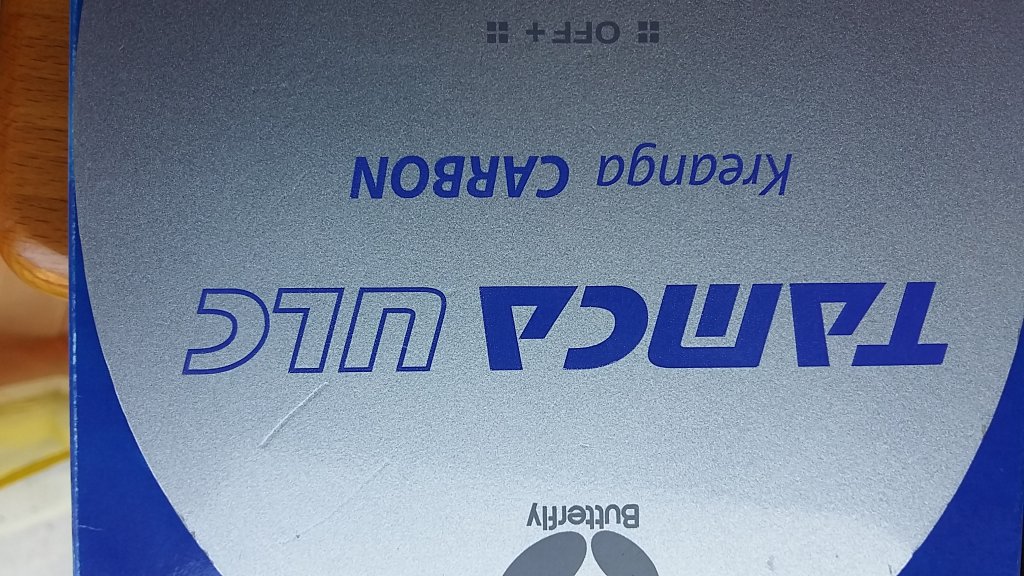 Butterfly
TAMCA ULC
Kreanga CARBON
OFF+